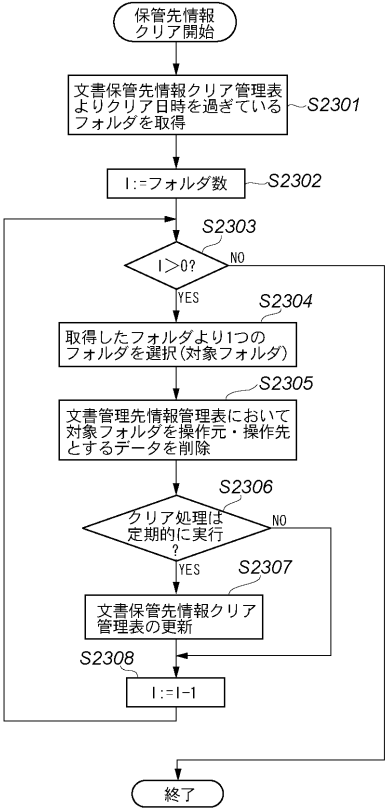 保管先情報
クリア開始
文書保管先情報クリア管理表
よりクリア日時を過ぎている
フォルダを取得
S2301
I:=フォルダ数
S2302
S2303
I>0?
NO
YES
S2304
取得したフォルダより1つの
フォルダを選択(対象フォルダ)
S2305
文書管理先情報管理表において
対象フォルダを操作元・操作先
とするデータを削除
S2306
クリア処理は
定期的に実行
?
NO
YES
S2307
文書保管先情報クリア
管理表の更新
S2308
I:=I-1
終了